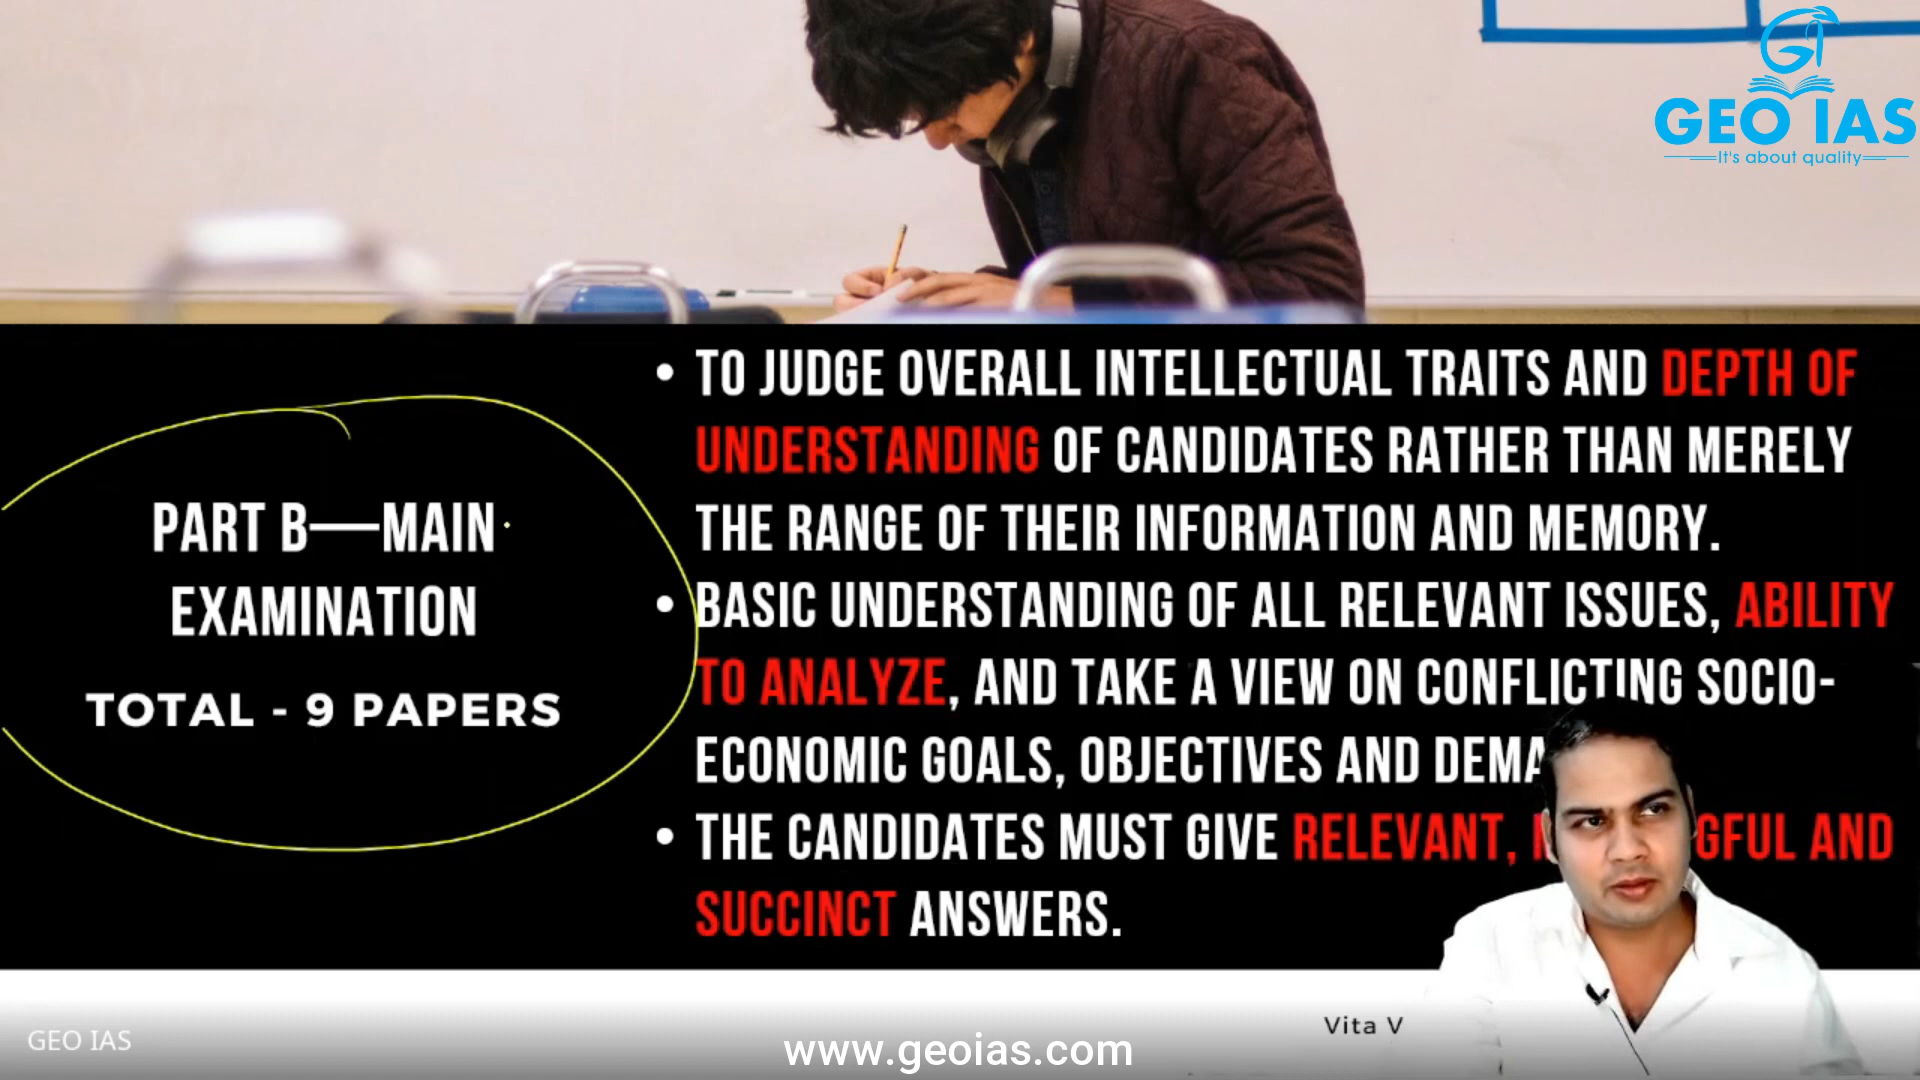 GEO IAS
It's about quality
PART B—MAIN
EXAMINATION
TOTAL - 9 PAPERS
• TO JUDGE OVERALL INTELLECTUAL TRAITS AND DEPTH OF
UNDERSTANDING OF CANDIDATES RATHER THAN MERELY
THE RANGE OF THEIR INFORMATION AND MEMORY.
• BASIC UNDERSTANDING OF ALL RELEVANT ISSUES, ABILITY
TO ANALYZE, AND TAKE A VIEW ON CONFLICTING SOCIO-
ECONOMIC GOALS, OBJECTIVES AND
• THE CANDIDATES MUST GIVE RELEVANT, AND
SUCCINCT ANSWERS.
Vita V
GEO IAS
www.geoias.com